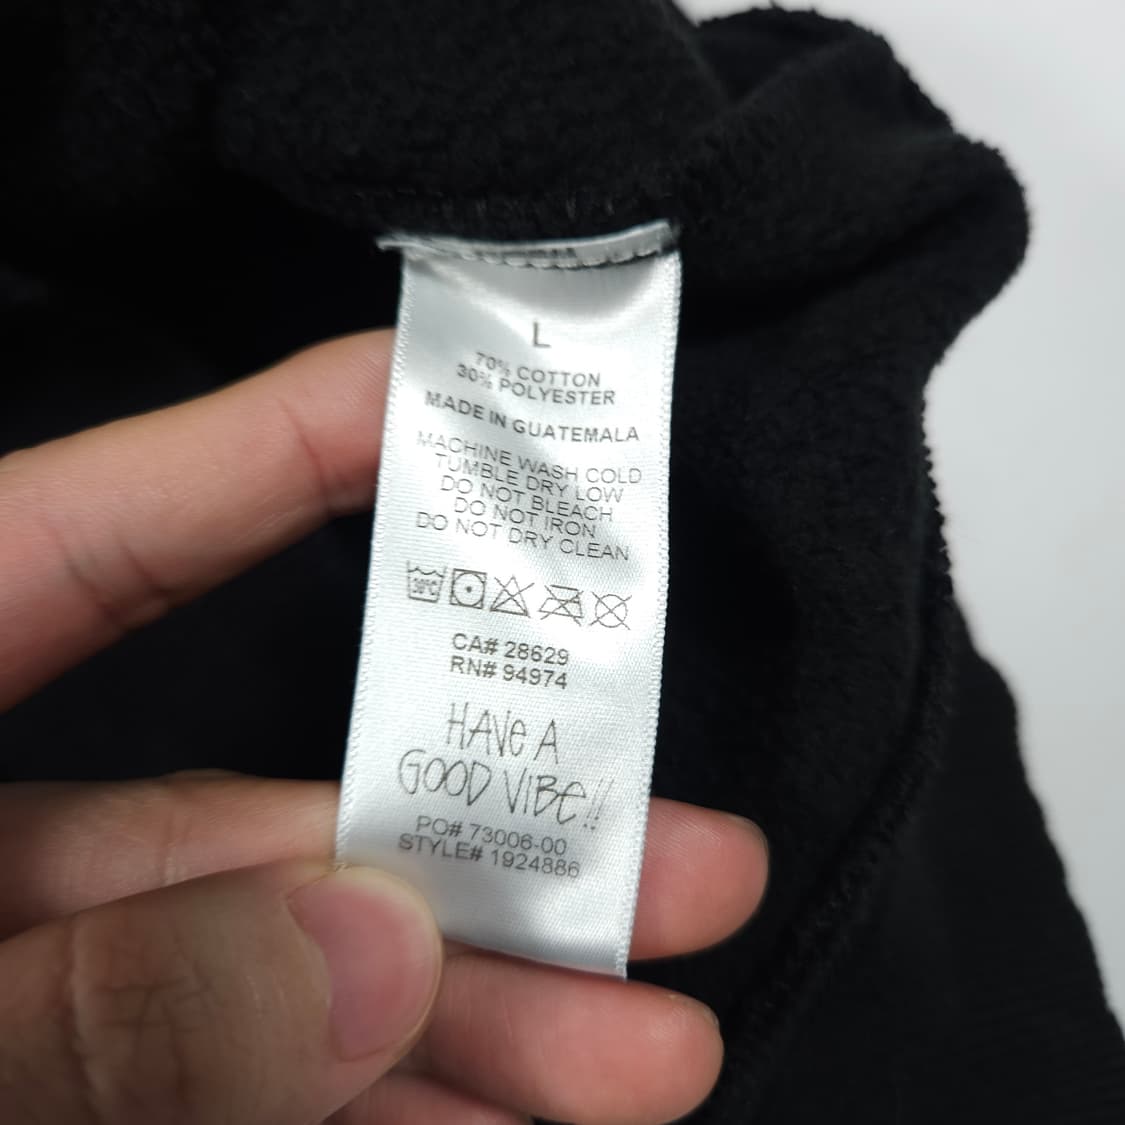 L
70% COTTON
30% POLYESTER
MADE IN GUATEMALA
MACHINE WASH COLD
TUMBLE DRY LOW
DO NOT BLEACH
DO NOT IRON
DO NOT DRY CLEAN
30°C
CA# 28629
RN# 94974
HAVE A
GOOD VIBE!!
PO# 73006-00
STYLE# 1924886